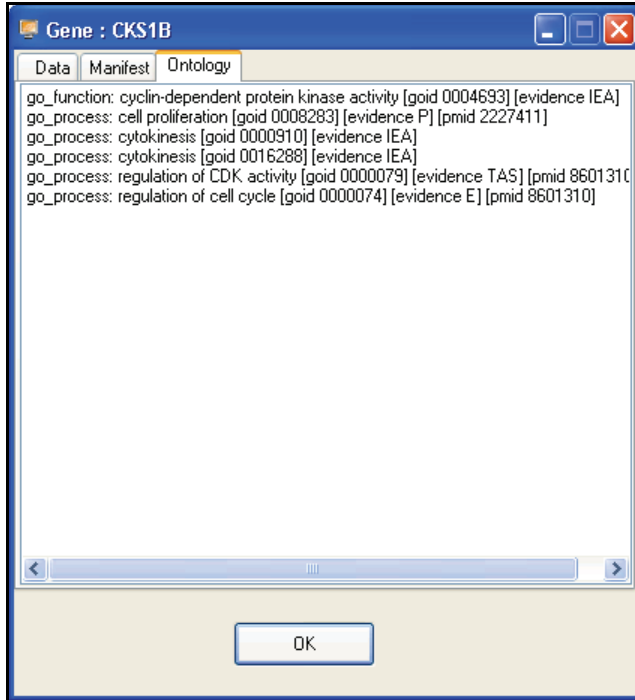 Gene : CKS1B
Data Manifest Ontology
go_function: cyclin-dependent protein kinase activity [goid 0004693] [evidence IEA]
go_process: cell proliferation [goid 0008283] [evidence P] [pmid 2227411]
go_process: cytokinesis [goid 0000910] [evidence IEA]
go_process: cytokinesis [goid 0016288] [evidence IEA]
go_process: regulation of CDK activity [goid 0000079] [evidence TAS] [pmid 8601310
go_process: regulation of cell cycle [goid 0000074] [evidence E] [pmid 8601310]
OK